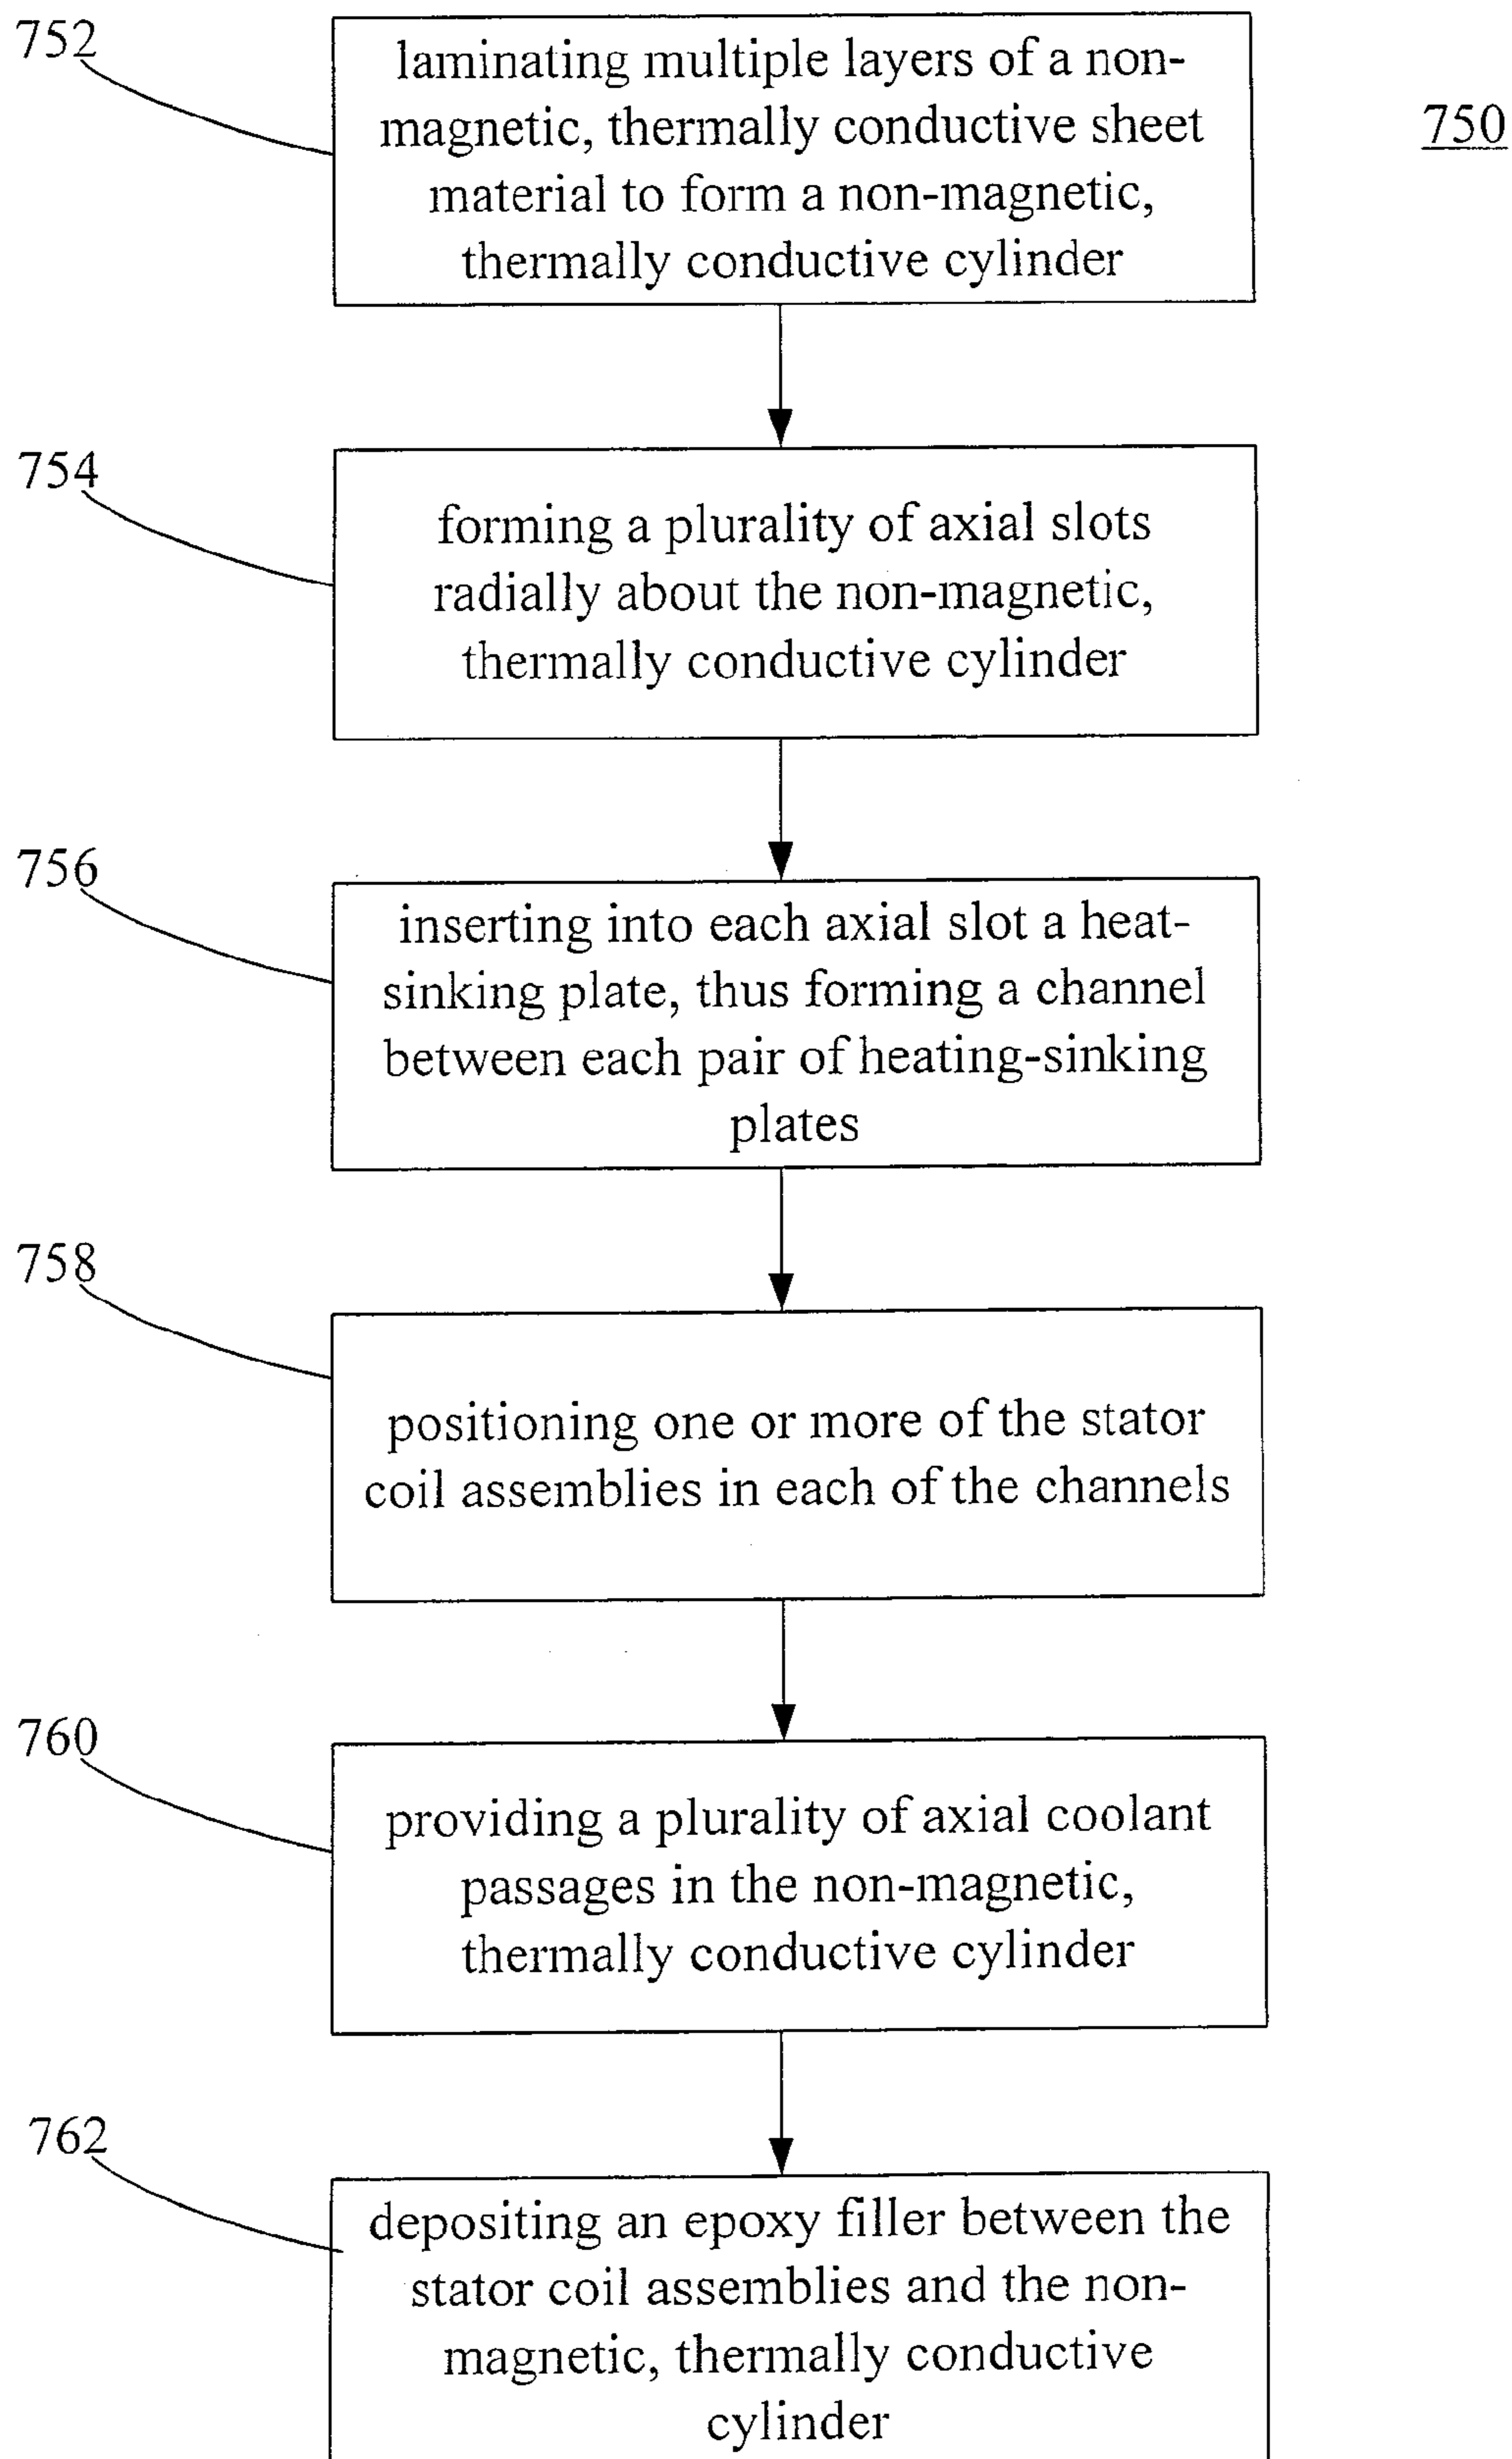 752
laminating multiple layers of a non-
magnetic, thermally conductive sheet
material to form a non-magnetic,
thermally conductive cylinder
750
754
forming a plurality of axial slots
radially about the non-magnetic,
thermally conductive cylinder
756
inserting into each axial slot a heat-
sinking plate, thus forming a channel
between each pair of heating-sinking
plates
758
positioning one or more of the stator
coil assemblies in each of the channels
760
providing a plurality of axial coolant
passages in the non-magnetic,
thermally conductive cylinder
762
depositing an epoxy filler between the
stator coil assemblies and the non-
magnetic, thermally conductive
cylinder